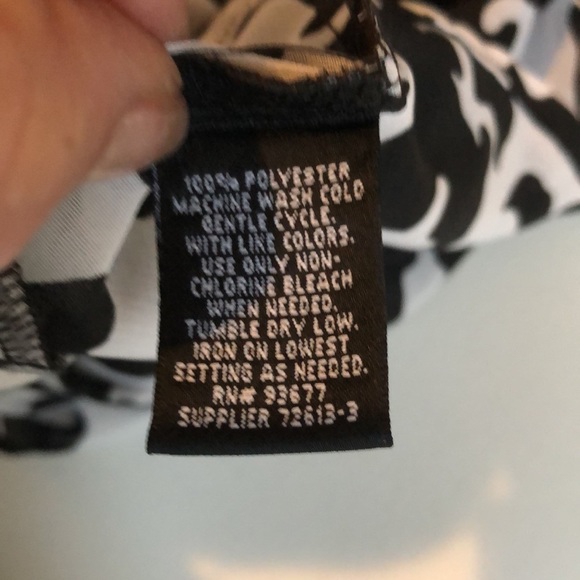 100% POLYESTER
MACHINE WASH COLD
GENTLE CYCLE.
WITH LIKE COLORS.
USE ONLY NON-
CHLORINE BLEACH
WHEN NEEDED.
TUMBLE DRY LOW.
IRON ON LOWEST
SETTING AS NEEDED.
RN# 93677
SUPPLIER 72613-3